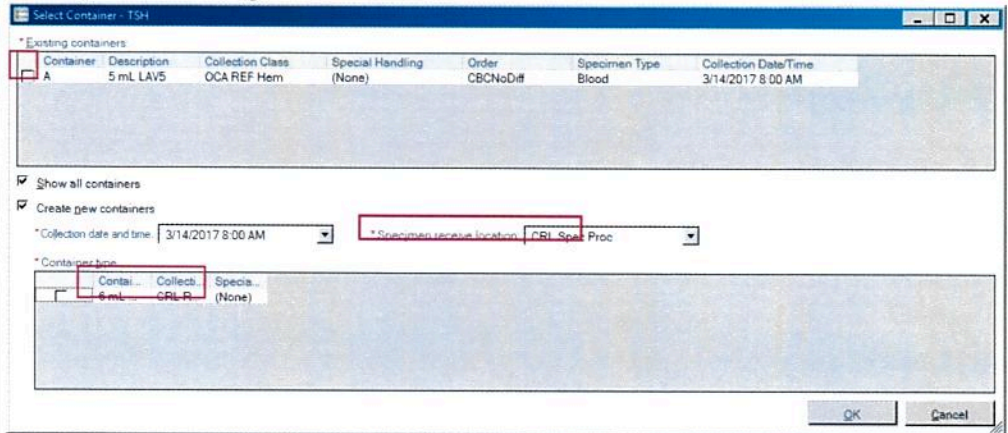 Select Container - TSH
*Existing containers
Container Description Collection Class Special Handling Order Specimen Type Collection Date/Time
A 5 mL LAV5 OCA REF Hem (None) CBCNoDiff Blood 3/14/2017 8:00 AM
Show all containers
Create new containers
*Collection date and time: 3/14/2017 8:00 AM *Specimen receive location: CRL Spec Proc
*Container type
Contai... Collecti... Specia...
6 mL ... CRL R... (None)
OK Cancel